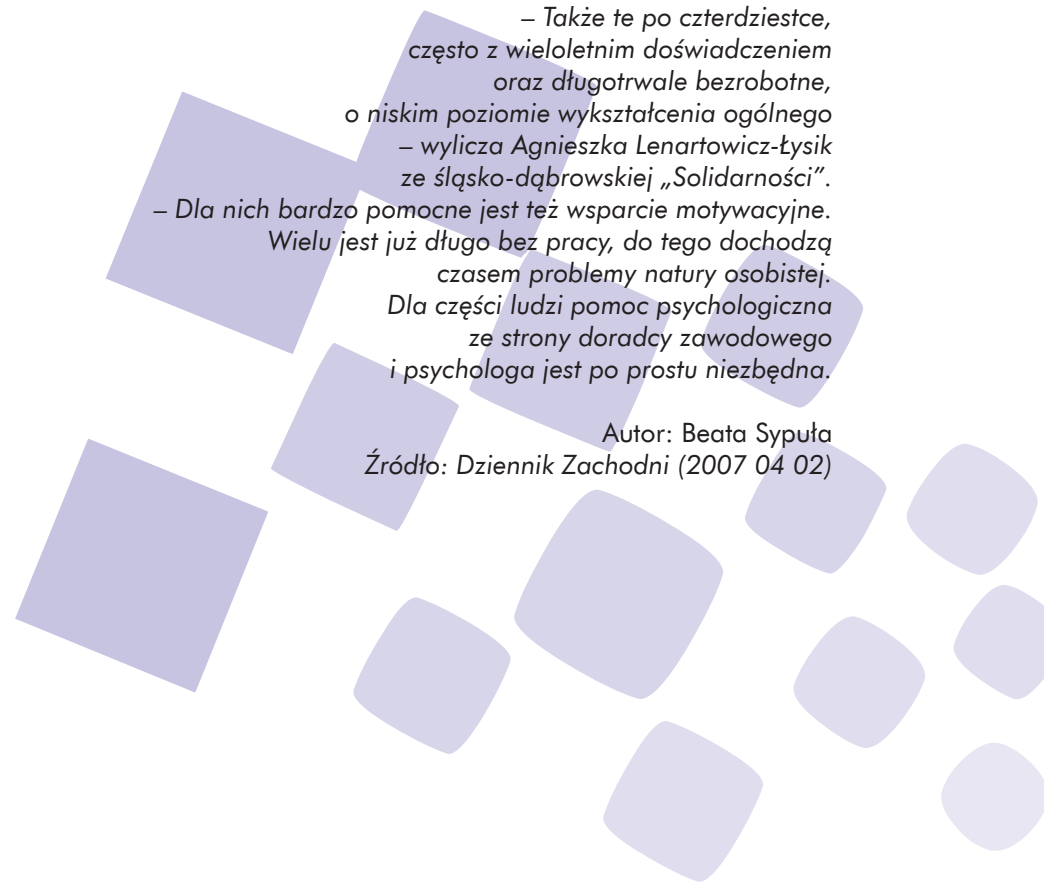 – Także te po czterdziestce,
często z wieloletnim doświadczeniem
oraz długotrwale bezrobotne,
o niskim poziomie wykształcenia ogólnego
– wylicza Agnieszka Lenartowicz-Łysik
ze śląsko-dąbrowskiej „Solidarności”.
– Dla nich bardzo pomocne jest też wsparcie motywacyjne.
Wielu jest już długo bez pracy, do tego dochodzą
czasem problemy natury osobistej.
Dla części ludzi pomoc psychologiczna
ze strony doradcy zawodowego
i psychologa jest po prostu niezbędna.
Autor: Beata Sypuła
Źródło: Dziennik Zachodni (2007 04 02)